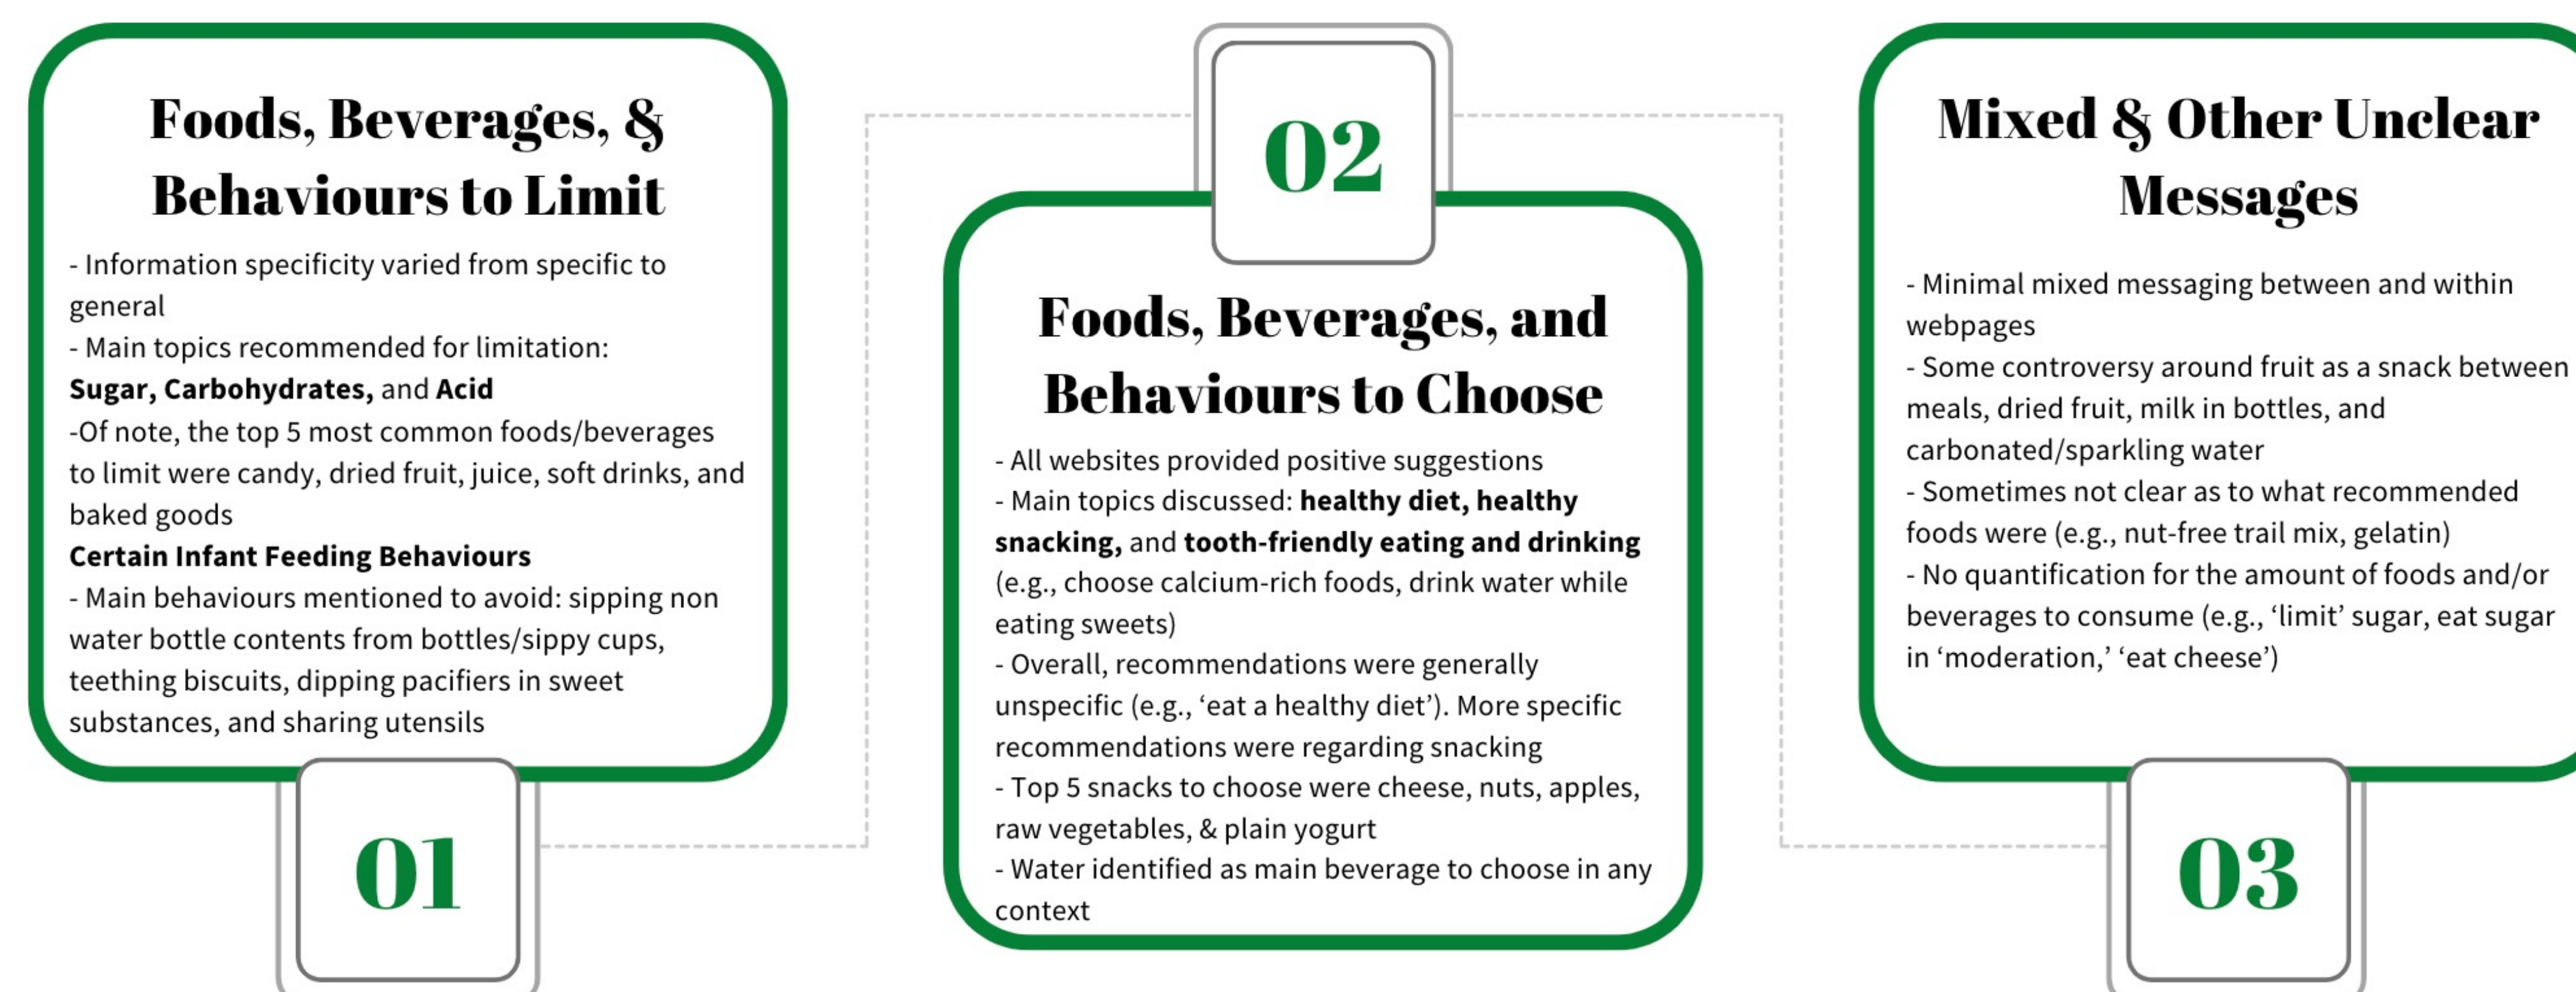 Foods, Beverages, &
Behaviours to Limit
- Information specificity varied from specific to
general
- Main topics recommended for limitation:
Sugar, Carbohydrates, and Acid
-Of note, the top 5 most common foods/beverages
to limit were candy, dried fruit, juice, soft drinks, and
baked goods
Certain Infant Feeding Behaviours
- Main behaviours mentioned to avoid: sipping non
water bottle contents from bottles/sippy cups,
teething biscuits, dipping pacifiers in sweet
substances, and sharing utensils
01
02
Foods, Beverages, and
Behaviours to Choose
- All websites provided positive suggestions
- Main topics discussed: healthy diet, healthy
snacking, and tooth-friendly eating and drinking
(e.g., choose calcium-rich foods, drink water while
eating sweets)
- Overall, recommendations were generally
unspecific (e.g., ‘eat a healthy diet’). More specific
recommendations were regarding snacking
- Top 5 snacks to choose were cheese, nuts, apples,
raw vegetables, & plain yogurt
- Water identified as main beverage to choose in any
context
Mixed & Other Unclear
Messages
- Minimal mixed messaging between and within
webpages
- Some controversy around fruit as a snack between
meals, dried fruit, milk in bottles, and
carbonated/sparkling water
- Sometimes not clear as to what recommended
foods were (e.g., nut-free trail mix, gelatin)
- No quantification for the amount of foods and/or
beverages to consume (e.g., ‘limit’ sugar, eat sugar
in ‘moderation,’ ‘eat cheese’)
03